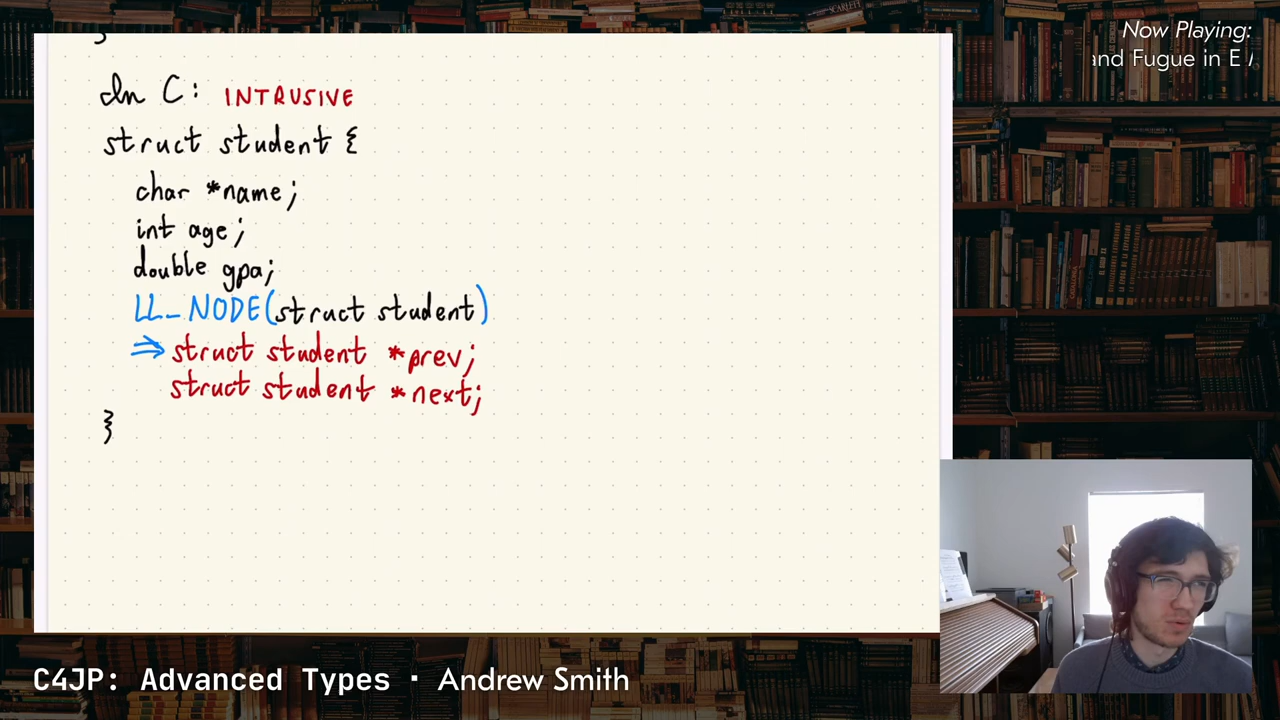 }
In C: INTRUSIVE
struct student {
char *name;
int age;
double gpa;
LL_NODE(struct student)
⇒ struct student *prev;
struct student *next;
}
Now Playing:
and Fugue in E
C4JP: Advanced Types ▪ Andrew Smith